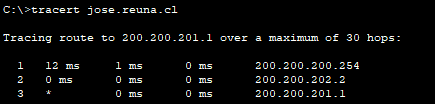 C:\>tracert jose.reuna.cl
Tracing route to 200.200.201.1 over a maximum of 30 hops:
1 12 ms 1 ms 0 ms 200.200.200.254
2 0 ms 0 ms 0 ms 200.200.202.2
3 * 0 ms 0 ms 200.200.201.1